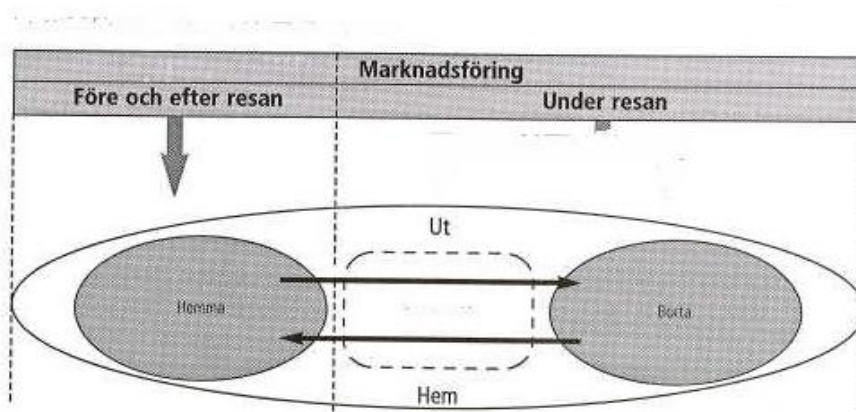 Marknadsföring
Före och efter resan
Under resan
Ut
Hemma
Borta
Hem